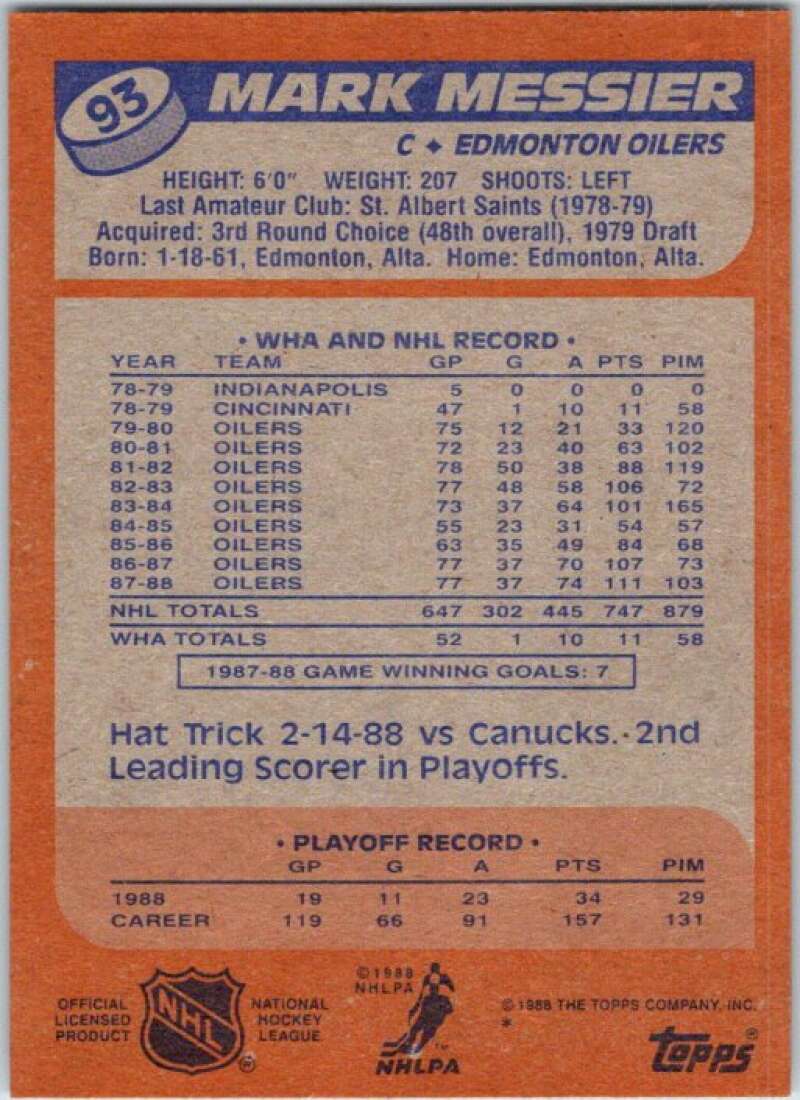 93
MARK MESSIER
C ♦ EDMONTON OILERS
HEIGHT: 6'0" WEIGHT: 207 SHOOTS: LEFT
Last Amateur Club: St. Albert Saints (1978-79)
Acquired: 3rd Round Choice (48th overall), 1979 Draft
Born: 1-18-61, Edmonton, Alta. Home: Edmonton, Alta.
• WHA AND NHL RECORD •
YEAR TEAM GP G A PTS PIM
78-79 INDIANAPOLIS 5 0 0 0 0
78-79 CINCINNATI 47 1 10 11 58
79-80 OILERS 75 12 21 33 120
80-81 OILERS 72 23 40 63 102
81-82 OILERS 78 50 38 88 119
82-83 OILERS 77 48 58 106 72
83-84 OILERS 73 37 64 101 165
84-85 OILERS 55 23 31 54 57
85-86 OILERS 63 35 49 84 68
86-87 OILERS 77 37 70 107 73
87-88 OILERS 77 37 74 111 103
NHL TOTALS 647 302 445 747 879
WHA TOTALS 52 1 10 11 58
1987-88 GAME WINNING GOALS: 7
Hat Trick 2-14-88 vs Canucks. • 2nd
Leading Scorer in Playoffs.
• PLAYOFF RECORD •
GP G A PTS PIM
1988 19 11 23 34 29
CAREER 119 66 91 157 131
OFFICIAL
LICENSED
PRODUCT
NHL
®
NATIONAL
HOCKEY
LEAGUE
© 1988
NHLPA
™
NHLPA
© 1988 THE TOPPS COMPANY, INC.
*
topps®